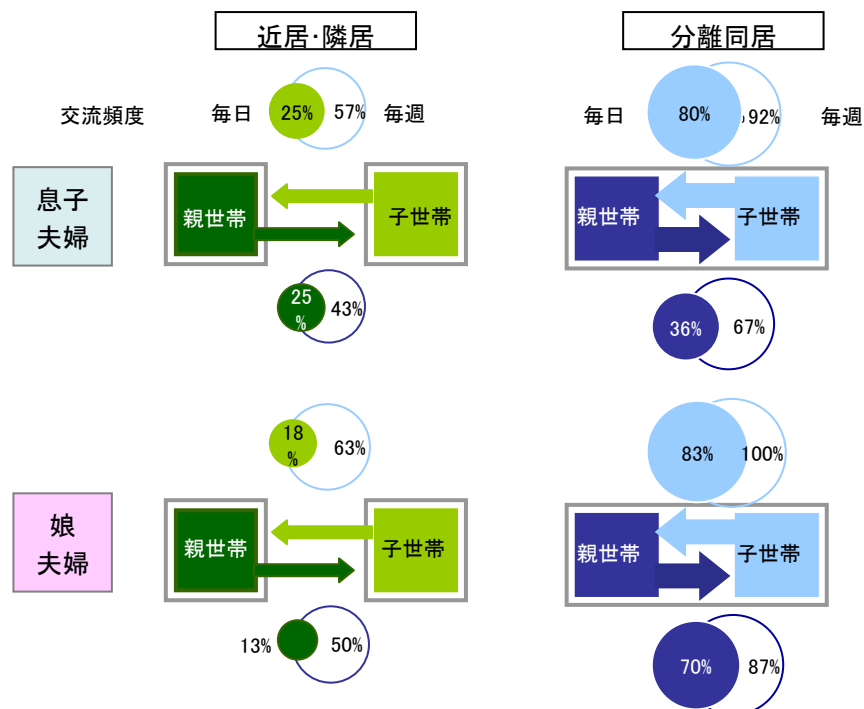 近居･隣居
分離同居
交流頻度
毎日
25%
57%
毎週
毎日
80%
92%
毎週
息子
夫婦
親世帯
子世帯
親世帯
子世帯
25
%
43%
36%
67%
18
%
63%
83%
100%
娘
夫婦
親世帯
子世帯
親世帯
子世帯
13%
50%
70%
87%